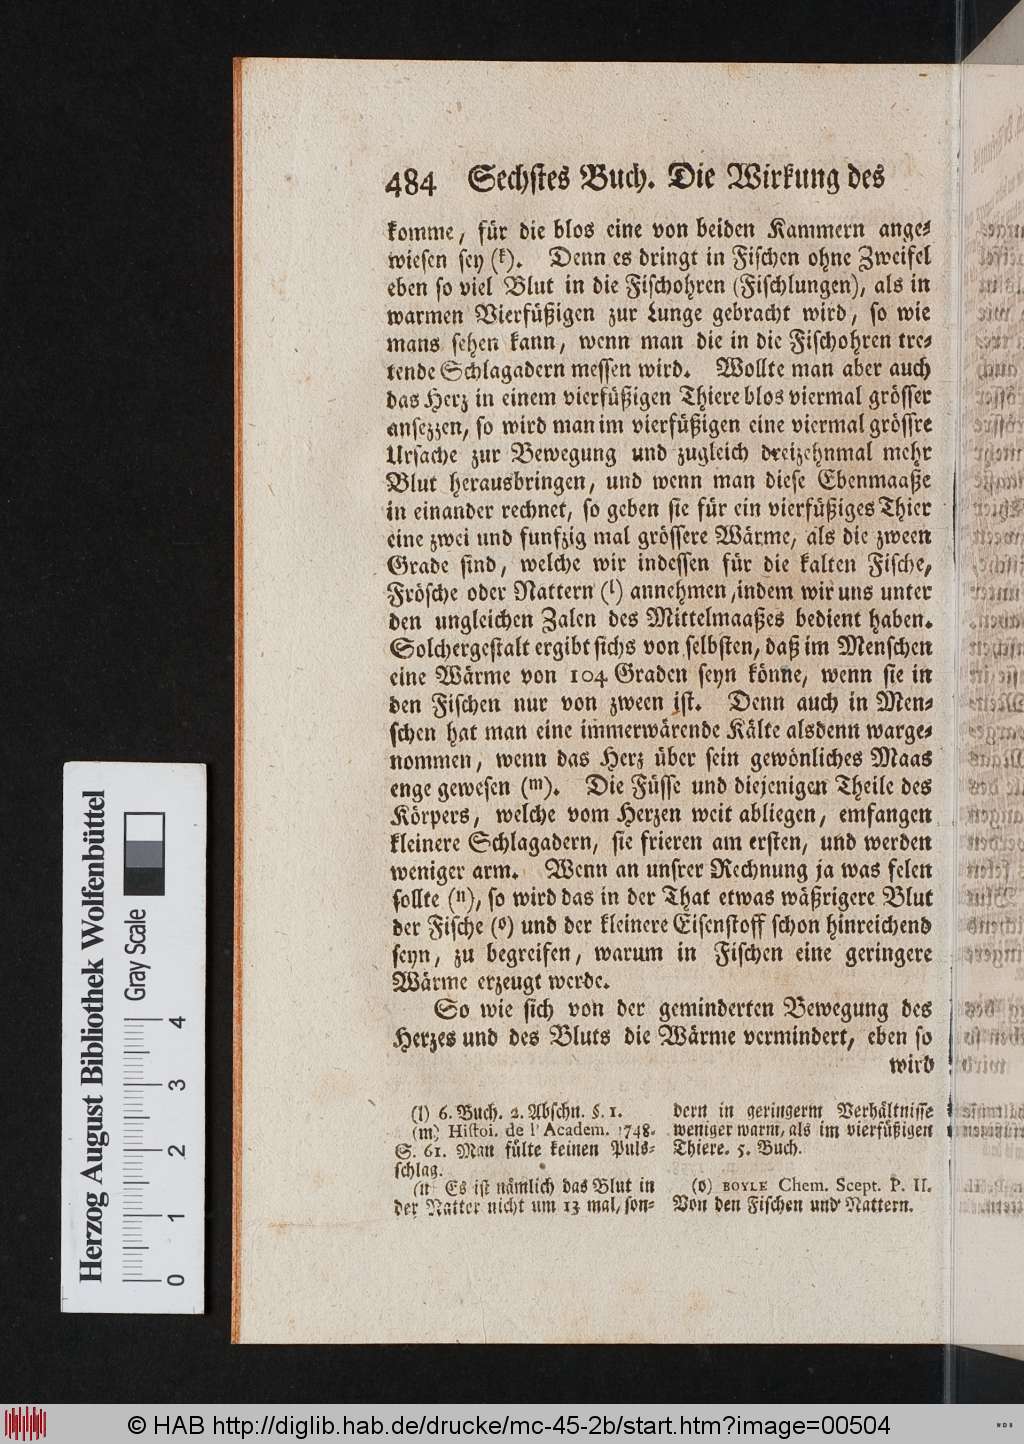 484 Sechstes Buch. Die Wirkung des
komme, für die blos eine von beiden Kammern ange-
wiesen sey (k). Denn es dringt in Fischen ohne Zweifel
eben so viel Blut in die Fischohren (Fischlungen), als in
warmen Vierfüßigen zur Lunge gebracht wird, so wie
mans sehen kann, wenn man die in die Fischohren tre-
tende Schlagadern messen wird. Wollte man aber auch
das Herz in einem vierfüßigen Thiere blos viermal grösser
ansezzen, so wird man im vierfüßigen eine viermal grössre
Ursache zur Bewegung und zugleich dreizehnmal mehr
Blut herausbringen, und wenn man diese Ebenmaaße
in einander rechnet, so geben sie für ein vierfüßiges Thier
eine zwei und funfzig mal grössere Wärme, als die zween
Grade sind, welche wir indessen für die kalten Fische,
Frösche oder Nattern (l) annehmen, indem wir uns unter
den ungleichen Zalen des Mittelmaaßes bedient haben.
Solchergestalt ergibt sichs von selbsten, daß im Menschen
eine Wärme von 104 Graden seyn könne, wenn sie in
den Fischen nur von zween ist. Denn auch in Men-
schen hat man eine immerwärende Kälte alsdenn warge-
nommen, wenn das Herz über sein gewönliches Maas
enge gewesen (m). Die Füsse und diejenigen Theile des
Körpers, welche vom Herzen weit abliegen, emfangen
kleinere Schlagadern, sie frieren am ersten, und werden
weniger arm. Wenn an unsrer Rechnung ja was felen
sollte (n), so wird das in der That etwas wäßrigere Blut
der Fische (o) und der kleinere Eisenstoff schon hinreichend
seyn, zu begreifen, warum in Fischen eine geringere
Wärme erzeugt werde.
So wie sich von der geminderten Bewegung des
Herzes und des Bluts die Wärme vermindert, eben so
wird
(l) 6. Buch. 2. Abschn. §. 1.
(m) Histoi. de l'Academ. 1748.
S. 61. Man fülte keinen Puls-
schlag.
(n Es ist nämlich das Blut in
der Natter nicht um 13 mal, son-
dern in geringerm Verhältnisse
weniger warm, als im vierfüßigen
Thiere. 5. Buch.
(o) BOYLE Chem. Scept. P. II.
Von den Fischen und Nattern.
Herzog August Bibliothek Wolfenbüttel
Gray Scale
0 1 2 3 4
© HAB http://diglib.hab.de/drucke/mc-45-2b/start.htm?image=00504